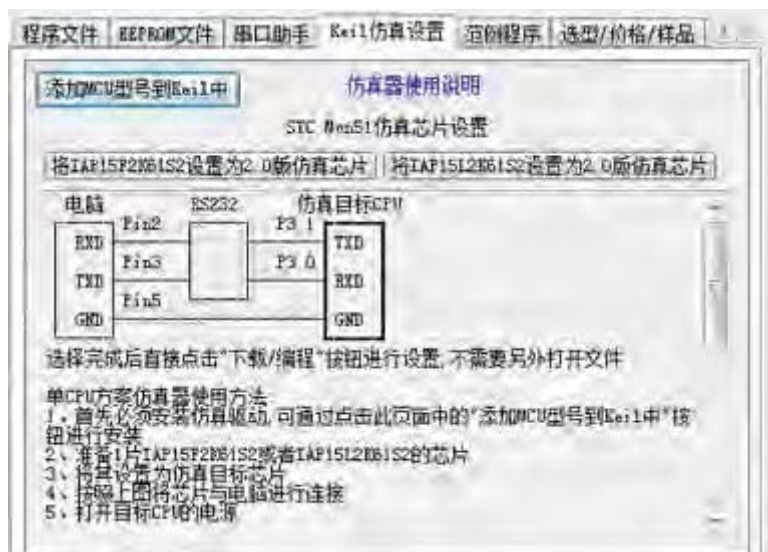 程序文件 EEPROM文件 串口助手 Keil仿真设置 范例程序 选型/价格/样品
添加MCU型号到Keil中 仿真器使用说明
STC Mon51仿真芯片设置
将IAP15F2K61S2设置为2.0版仿真芯片 将IAP15L2K61S2设置为2.0版仿真芯片
电脑 RS232 仿真目标CPU
Pin2 P3.1
RXD TXD
Pin3 P3.0
TXD RXD
Pin5
GND GND
选择完成后直接点击"下载/编程"按钮进行设置,不需要另外打开文件
单CPU方案仿真器使用方法
1、首先必须安装仿真驱动,可通过点击此页面中的"添加MCU型号到Keil中"按
钮进行安装
2、准备1片IAP15F2K61S2或者IAP15L2K61S2的芯片
3、将其设置为仿真目标芯片
4、按照上图将芯片与电脑进行连接
5、打开目标CPU的电源